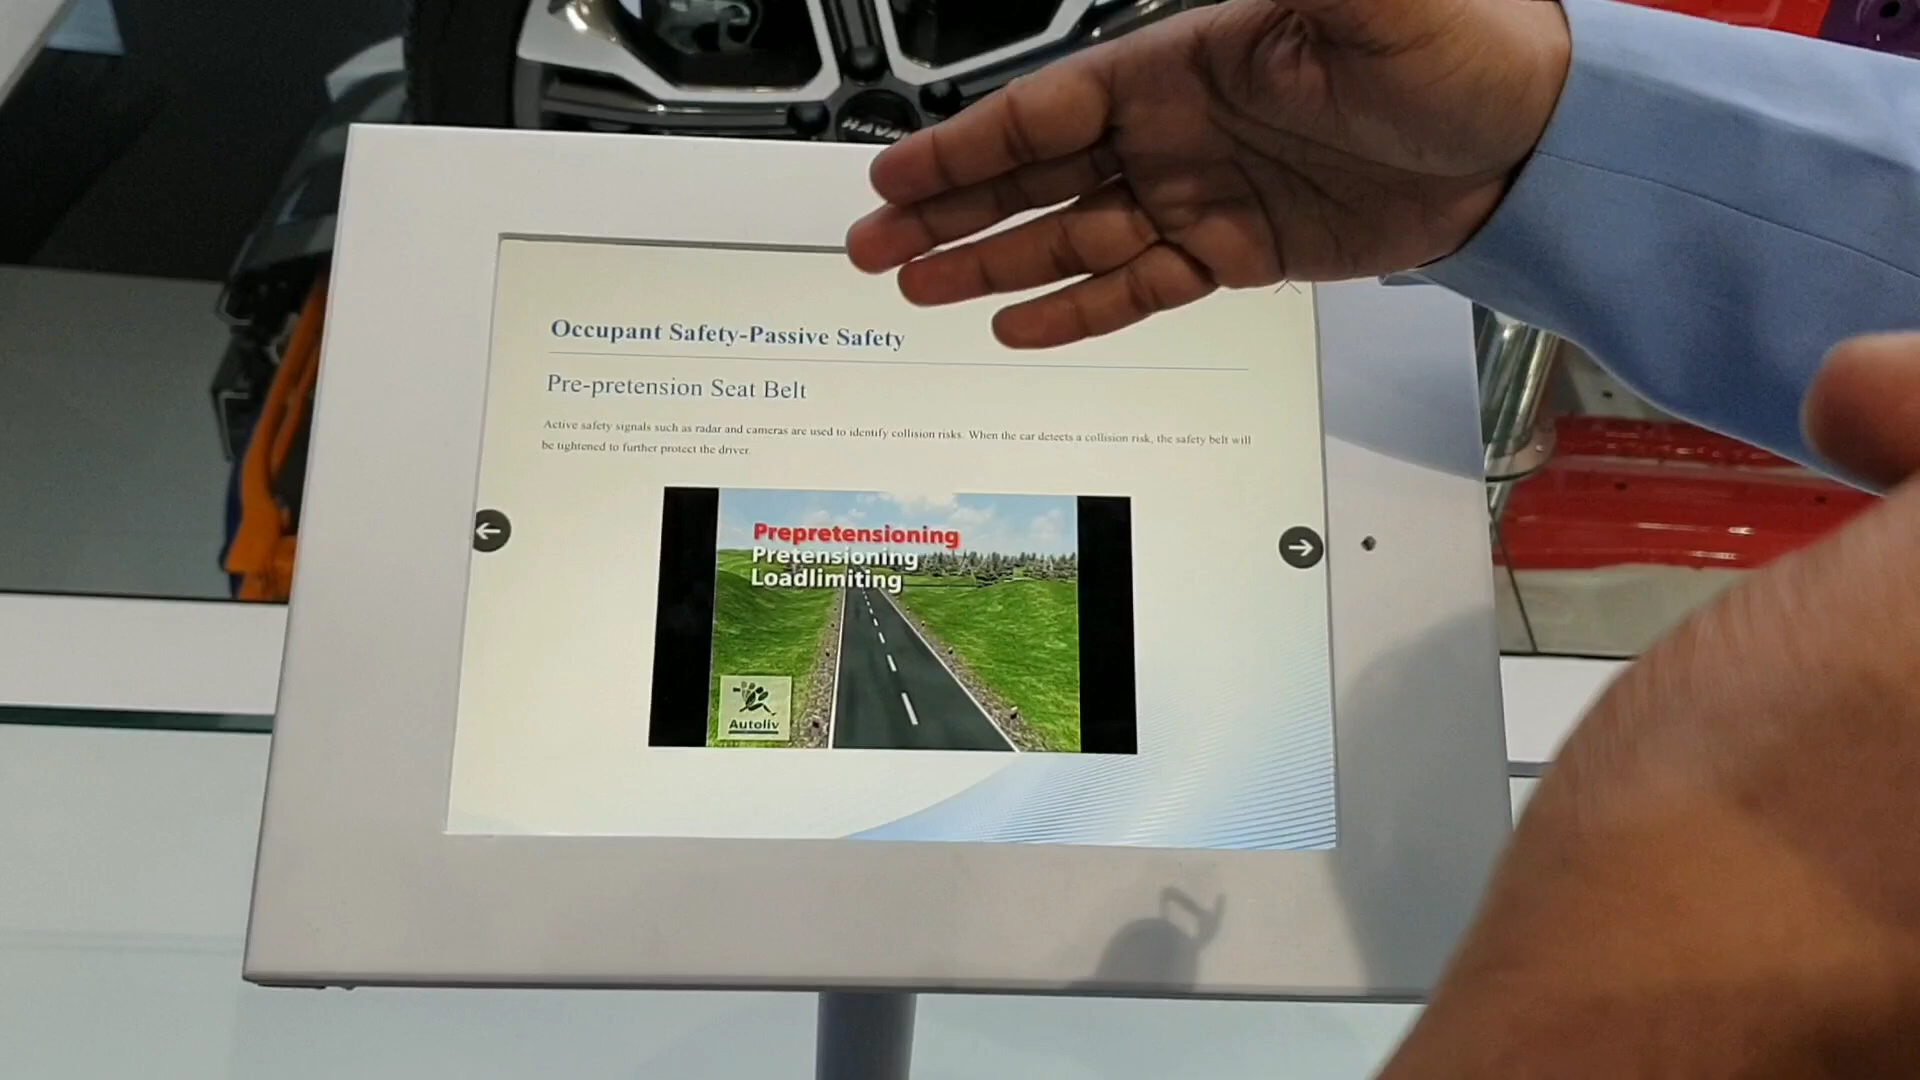 HAVAL
Occupant Safety-Passive Safety
Pre-pretension Seat Belt
Active safety signals such as radar and cameras are used to identify collision risks. When the car detects a collision risk, the safety belt will
be tightened to further protect the driver.
Prepretensioning
Pretensioning
Loadlimiting
Autoliv